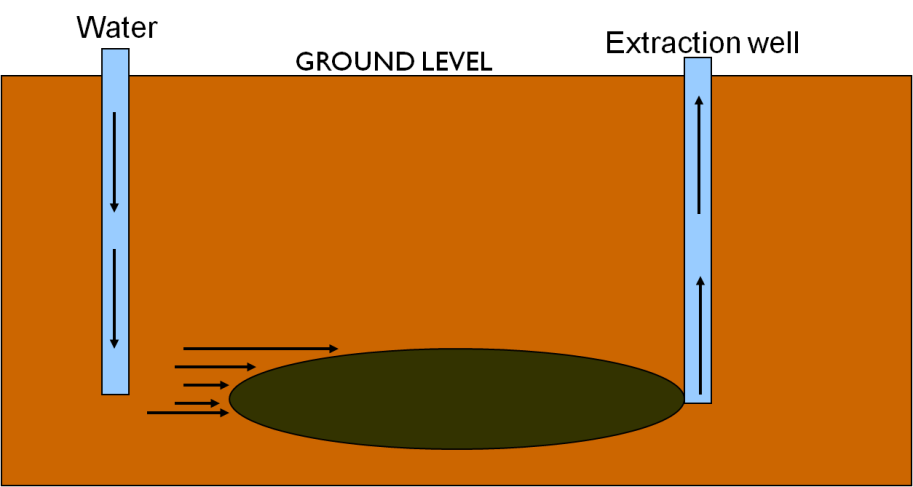 Water
GROUND LEVEL
Extraction well